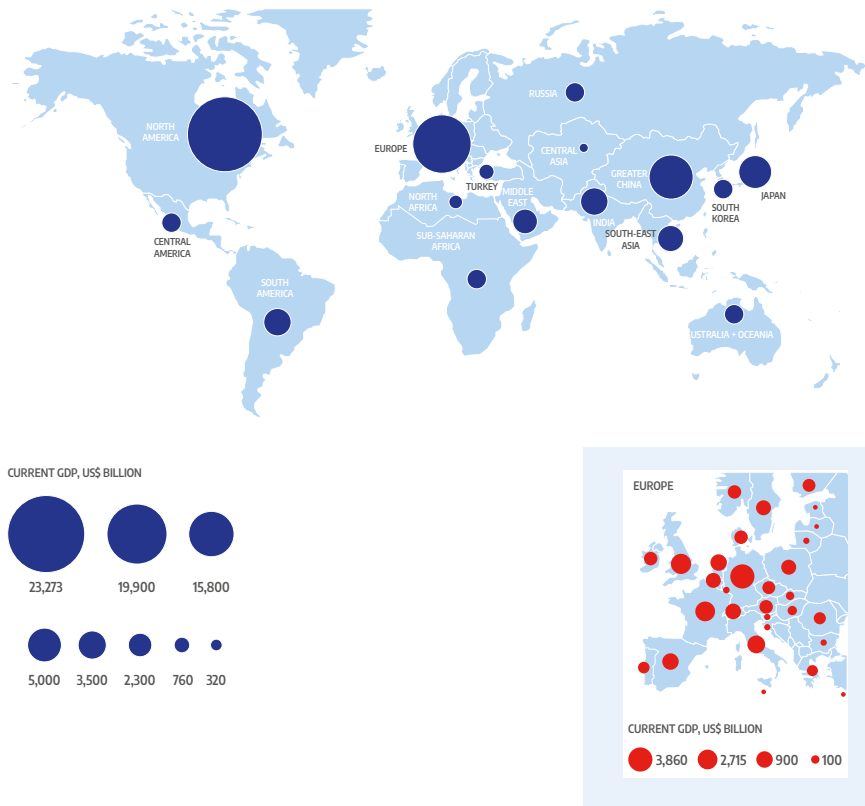 NORTH
AMERICA
CENTRAL
AMERICA
SOUTH
AMERICA
EUROPE
TURKEY
NORTH
AFRICA
MIDDLE
EAST
SUB-SAHARAN
AFRICA
RUSSIA
CENTRAL
ASIA
GREATER
CHINA
INDIA
SOUTH-EAST
ASIA
SOUTH
KOREA
JAPAN
USTRALIA + OCEANIA
CURRENT GDP, US$ BILLION
23,273 19,900 15,800
5,000 3,500 2,300 760 320
EUROPE
CURRENT GDP, US$ BILLION
3,860 2,715 900 100